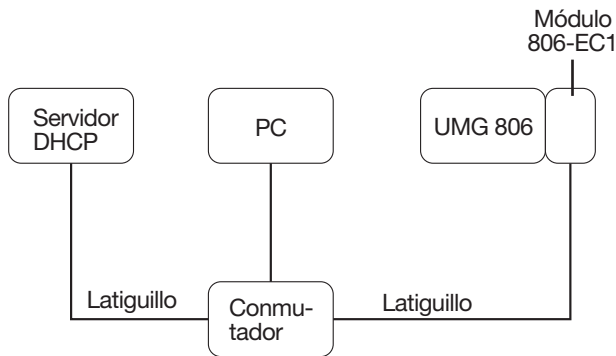 Módulo
806-EC1
Servidor
DHCP
PC
UMG 806
Latiguillo
Conmu-
tador
Latiguillo